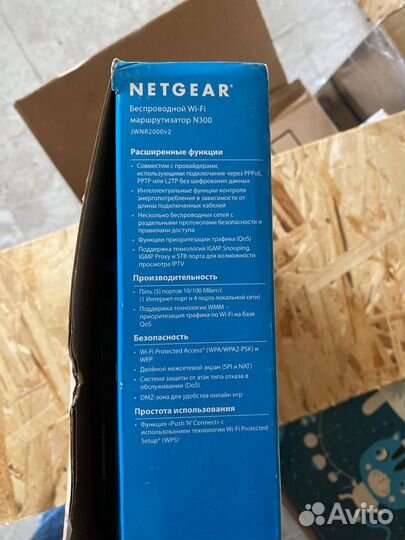 NETGEAR®
Беспроводной Wi-Fi
маршрутизатор N300
JWNR2000v2
Расширенные функции
• Совместим с провайдерами,
использующими подключение через PPPoE,
PPTP или L2TP без шифрования данных
• Интеллектуальные функции контроля
энергопотребления в зависимости от
длины подключенных кабелей
• Несколько беспроводных сетей с
раздельными протоколами безопасности и
правилами доступа
• Функции приоритезации трафика (QoS)
• Поддержка технологий IGMP Snooping,
IGMP Proxy и STB порта для возможности
просмотра IPTV
Производительность
• Пять (5) портов 10/100 Мбит/с
(1 Интернет-порт и 4 порта локальной сети)
• Поддержка технологии WMM –
приоритезация трафика по Wi-Fi на базе
QoS
Безопасность
• Wi-Fi Protected Access® (WPA/WPA2-PSK) и
WEP
• Двойной межсетевой экран (SPI и NAT)
• Система защиты от атак типа отказа в
обслуживании (DoS)
• DMZ-зона для удобства онлайн игр
Простота использования
• Функция «Push 'N' Connect» с
использованием технологии Wi-Fi Protected
Setup® (WPS)¹
Avito